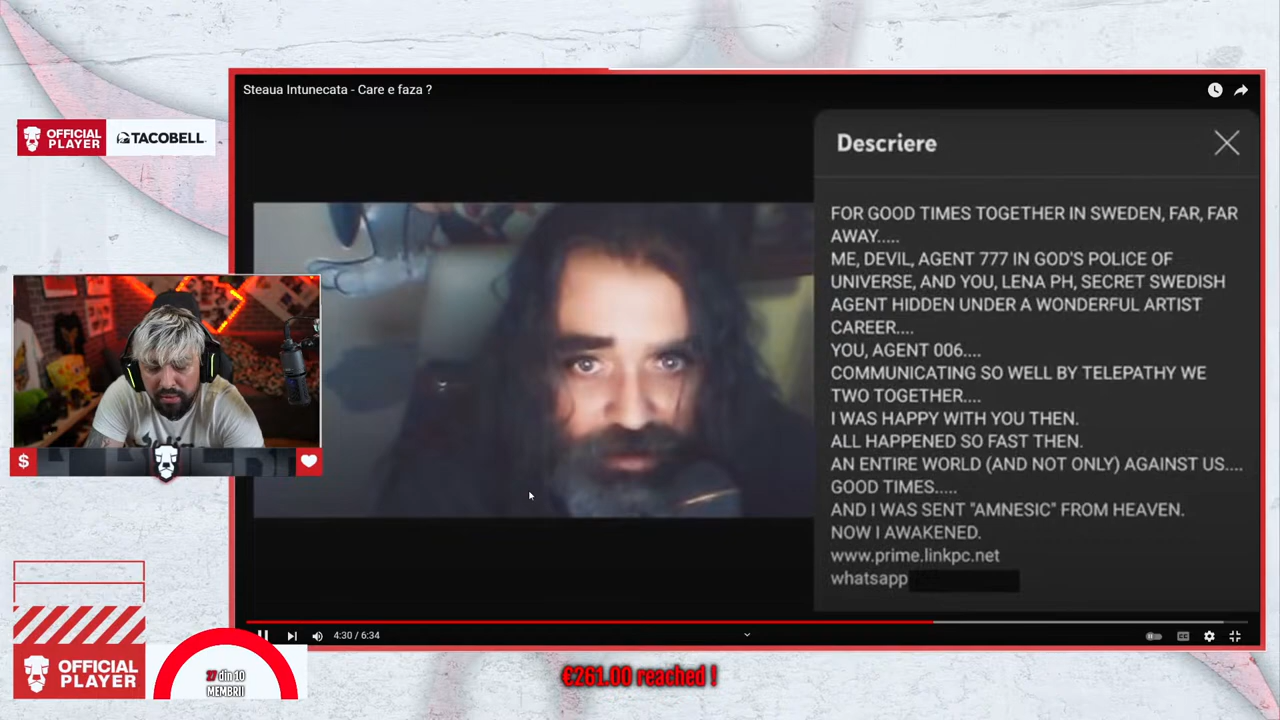 Steaua Intunecata - Care e faza ?
OFFICIAL
PLAYER
TACOBELL.
Descriere
FOR GOOD TIMES TOGETHER IN SWEDEN, FAR, FAR
AWAY.....
ME, DEVIL, AGENT 777 IN GOD'S POLICE OF
UNIVERSE, AND YOU, LENA PH, SECRET SWEDISH
AGENT HIDDEN UNDER A WONDERFUL ARTIST
CAREER....
YOU, AGENT 006....
COMMUNICATING SO WELL BY TELEPATHY WE
TWO TOGETHER....
I WAS HAPPY WITH YOU THEN.
ALL HAPPENED SO FAST THEN.
AN ENTIRE WORLD (AND NOT ONLY) AGAINST US....
GOOD TIMES.....
AND I WAS SENT "AMNESIC" FROM HEAVEN.
NOW I AWAKENED.
www.prime.linkpc.net
whatsapp
$
4:30 / 6:34
OFFICIAL
PLAYER
27 din 10
MEMBRII
€261.00 reached !